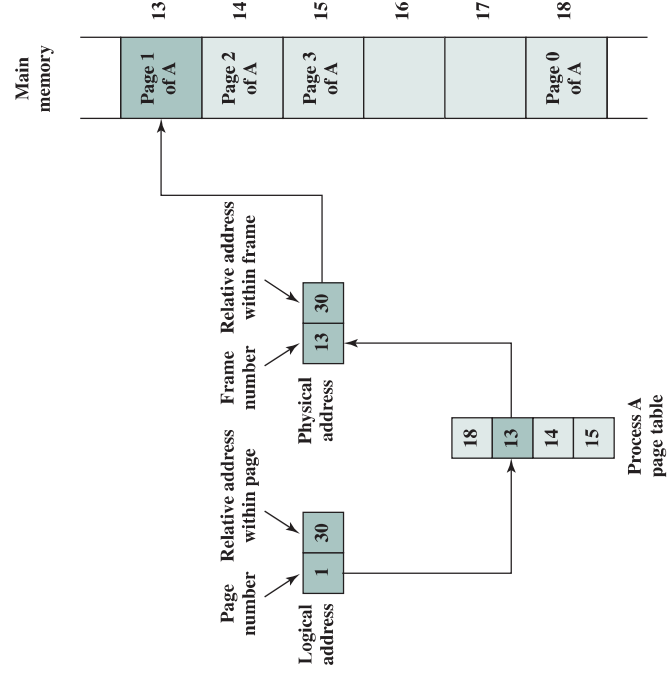 Main
memory
13
14
15
16
17
18
Page 1
of A
Page 2
of A
Page 3
of A
Page 0
of A
Page
number
Relative address
within page
Frame
number
Relative address
within frame
1
30
13
30
Logical
address
Physical
address
18
13
14
15
Process A
page table